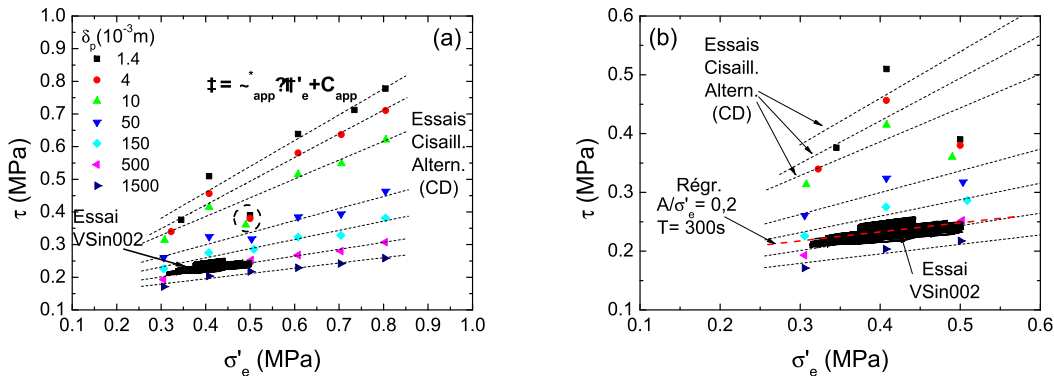 (a)
δp(10-3m)
1.4
4
10
50
150
500
1500
‡= ~*app?¶'e+Capp
Essais
Cisaill.
Altern.
(CD)
Essai
VSin002
1.0
0.9
0.8
0.7
0.6
0.5
0.4
0.3
0.2
0.1
τ (MPa)
0.1 0.2 0.3 0.4 0.5 0.6 0.7 0.8 0.9 1.0
σ'e (MPa)
(b)
Essais
Cisaill.
Altern.
(CD)
Régr.
A/σ'e = 0,2
T= 300s
Essai
VSin002
0.6
0.5
0.4
0.3
0.2
0.1
τ (MPa)
0.1 0.2 0.3 0.4 0.5 0.6
σ'e (MPa)